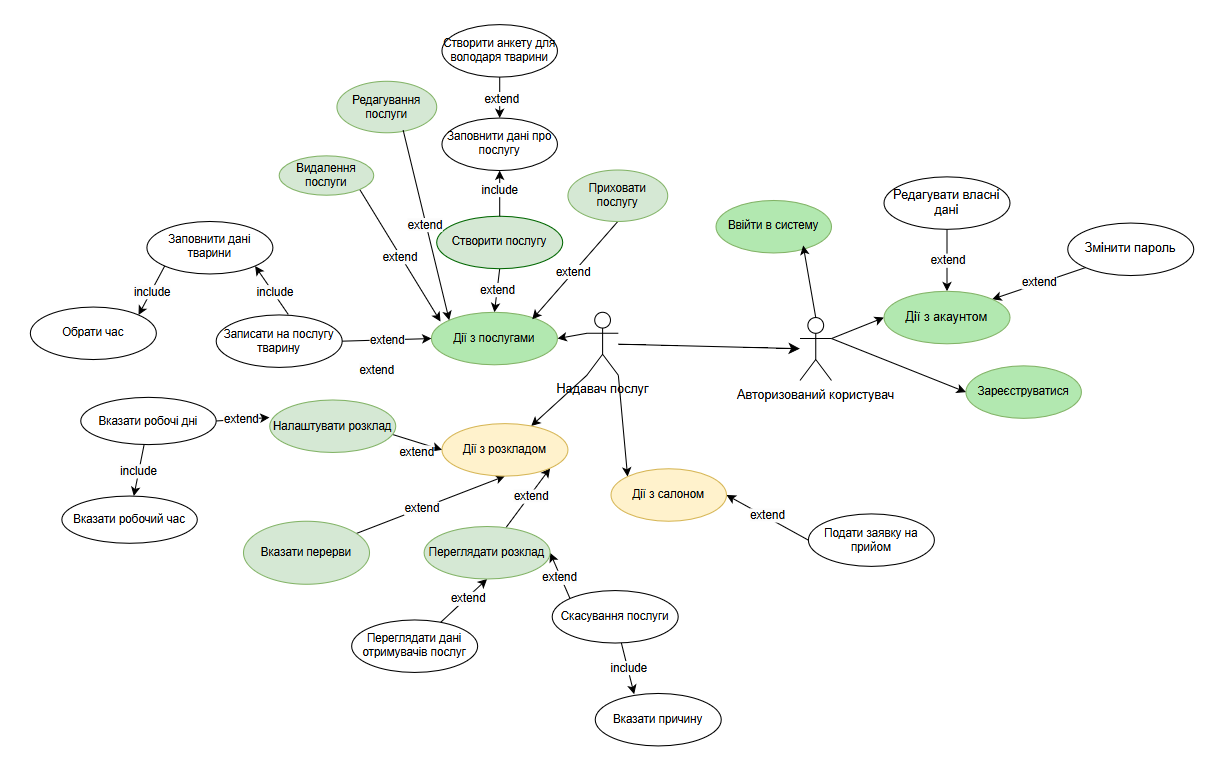 Створити анкету для
володаря тварини
extend
Редагування
послуги
Заповнити дані про
послугу
Видалення
послуги
include
Приховати
послугу
Редагувати власні
дані
extend
Створити послугу
Ввійти в систему
Заповнити дані
тварини
extend
extend
extend
Змінити пароль
include
include
extend
extend
Обрати час
Записати на послугу
тварину
extend
Дії з послугами
Дії з акаунтом
extend
Надавач послуг
Авторизований користувач
Зареєструватися
Вказати робочі дні
extend
Налаштувати розклад
extend
Дії з розкладом
include
extend
Дії з салоном
Вказати робочий час
extend
extend
Вказати перерви
Переглядати розклад
Подати заявку на
прийом
extend
extend
Скасування послуги
Переглядати дані
отримувачів послуг
include
Вказати причину